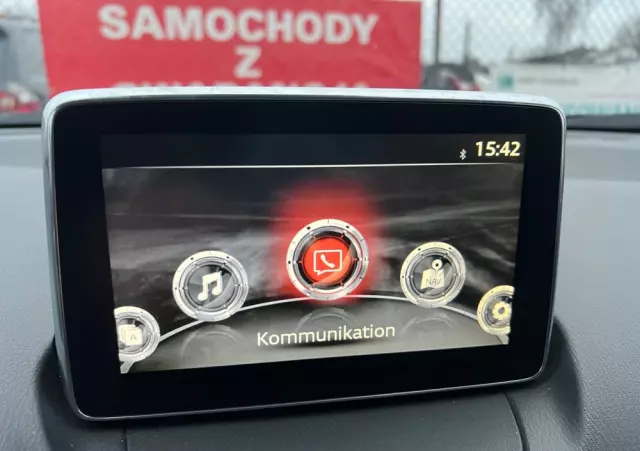 SAMOCHODY
Z
15:42
A
NAV
Kommunikation